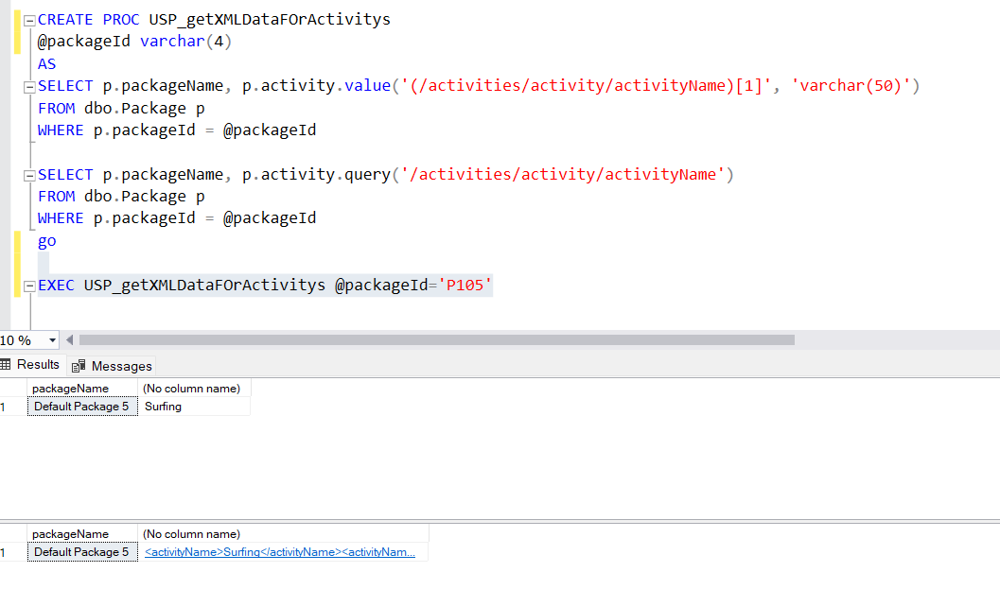 CREATE PROC USP_getXMLDataFOrActivitys
@packageId varchar(4)
AS
SELECT p.packageName, p.activity.value('(/activities/activity/activityName)[1]', 'varchar(50)')
FROM dbo.Package p
WHERE p.packageId = @packageId
SELECT p.packageName, p.activity.query('/activities/activity/activityName')
FROM dbo.Package p
WHERE p.packageId = @packageId
go
EXEC USP_getXMLDataFOrActivitys @packageId='P105'
10 %
Results Messages
packageName (No column name)
1 Default Package 5 Surfing
packageName (No column name)
1 Default Package 5 <activityName>Surfing</activityName><activityNam...